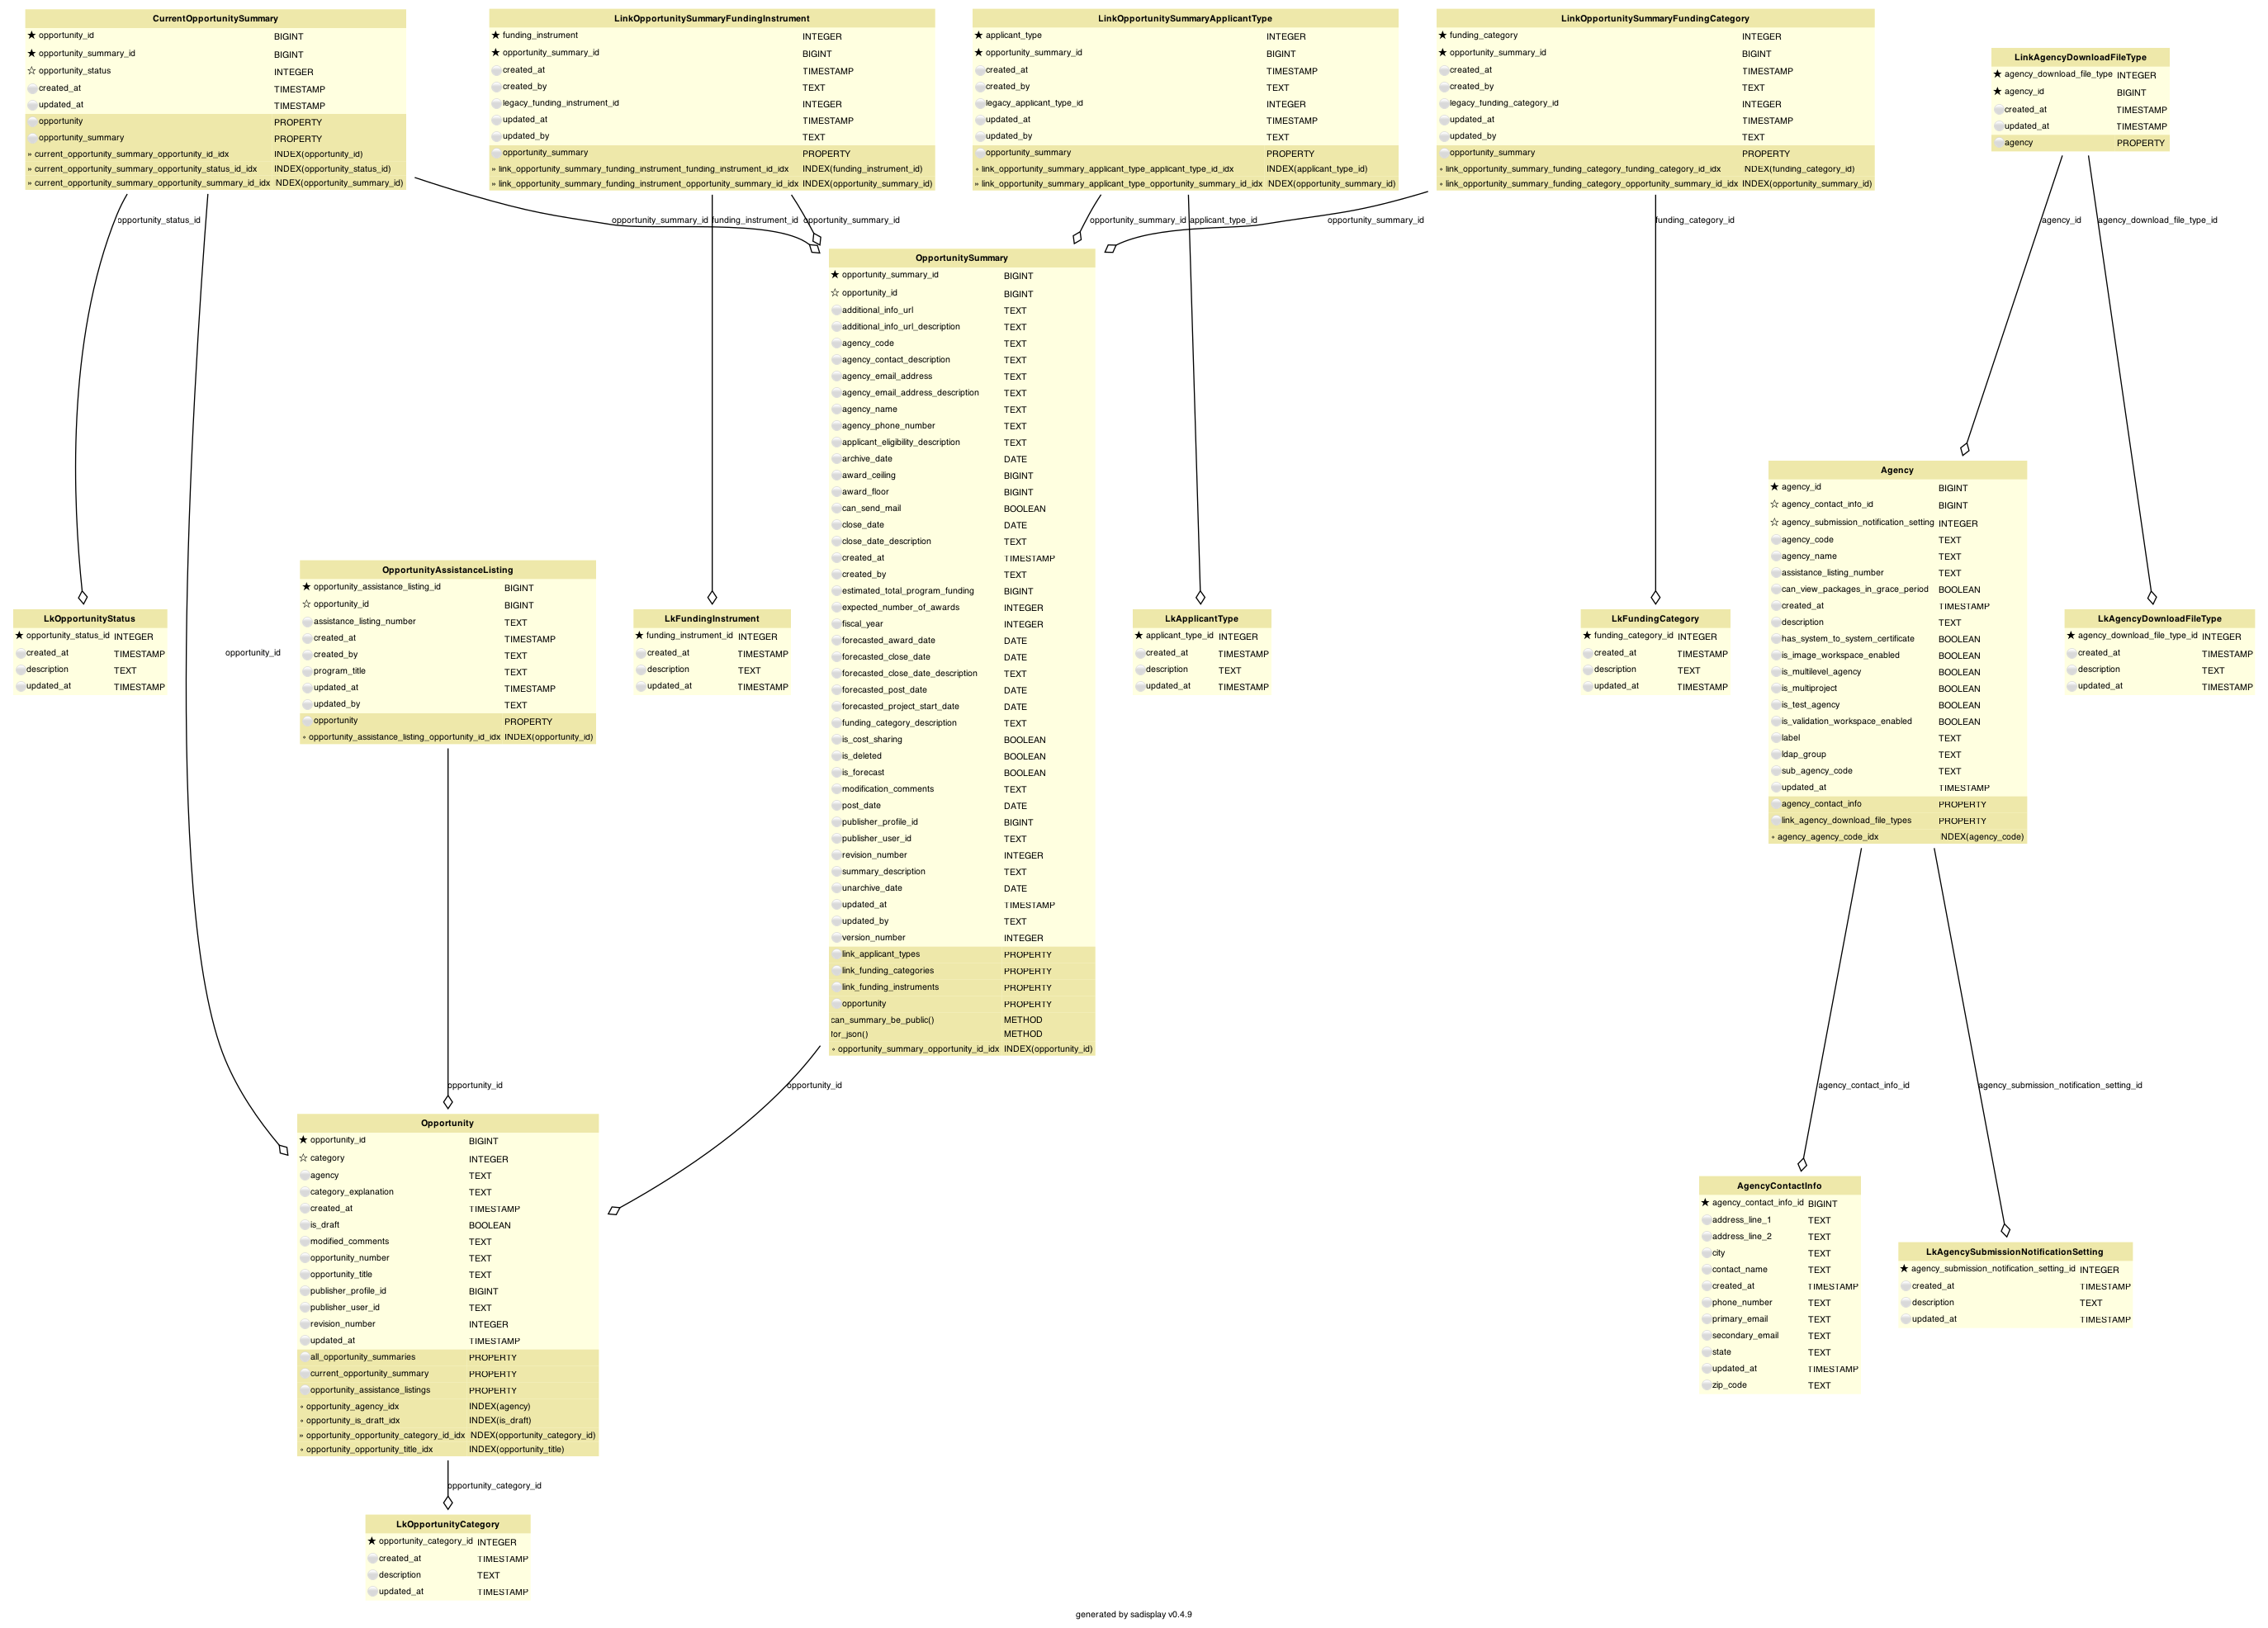 CurrentOpportunitySummary
★ opportunity_id BIGINT
★ opportunity_summary_id BIGINT
☆ opportunity_status INTEGER
created_at TIMESTAMP
updated_at TIMESTAMP
opportunity PROPERTY
opportunity_summary PROPERTY
» current_opportunity_summary_opportunity_id_idx INDEX(opportunity_id)
» current_opportunity_summary_opportunity_status_id_idx INDEX(opportunity_status_id)
» current_opportunity_summary_opportunity_summary_id_idx NDEX(opportunity_summary_id)
LinkOpportunitySummaryFundingInstrument
★ funding_instrument INTEGER
★ opportunity_summary_id BIGINT
created_at TIMESTAMP
created_by TEXT
legacy_funding_instrument_id INTEGER
updated_at TIMESTAMP
updated_by TEXT
opportunity_summary PROPERTY
» link_opportunity_summary_funding_instrument_funding_instrument_id_idx INDEX(funding_instrument_id)
» link_opportunity_summary_funding_instrument_opportunity_summary_id_idx INDEX(opportunity_summary_id)
LinkOpportunitySummaryApplicantType
★ applicant_type INTEGER
★ opportunity_summary_id BIGINT
created_at TIMESTAMP
created_by TEXT
legacy_applicant_type_id INTEGER
updated_at TIMESTAMP
updated_by TEXT
opportunity_summary PROPERTY
» link_opportunity_summary_applicant_type_applicant_type_id_idx INDEX(applicant_type_id)
» link_opportunity_summary_applicant_type_opportunity_summary_id_idx NDEX(opportunity_summary_id)
LinkOpportunitySummaryFundingCategory
★ funding_category INTEGER
★ opportunity_summary_id BIGINT
created_at TIMESTAMP
created_by TEXT
legacy_funding_category_id INTEGER
updated_at TIMESTAMP
updated_by TEXT
opportunity_summary PROPERTY
» link_opportunity_summary_funding_category_funding_category_id_idx NDEX(funding_category_id)
» link_opportunity_summary_funding_category_opportunity_summary_id_idx INDEX(opportunity_summary_id)
LinkAgencyDownloadFileType
★ agency_download_file_type INTEGER
★ agency_id BIGINT
created_at TIMESTAMP
updated_at TIMESTAMP
agency PROPERTY
opportunity_status_id
opportunity_summary_id
funding_instrument_id
opportunity_summary_id
opportunity_summary_id
applicant_type_id
opportunity_summary_id
funding_category_id
agency_id
agency_download_file_type_id
OpportunitySummary
★ opportunity_summary_id BIGINT
☆ opportunity_id BIGINT
additional_info_url TEXT
additional_info_url_description TEXT
agency_code TEXT
agency_contact_description TEXT
agency_email_address TEXT
agency_email_address_description TEXT
agency_name TEXT
agency_phone_number TEXT
applicant_eligibility_description TEXT
archive_date DATE
award_ceiling BIGINT
award_floor BIGINT
can_send_mail BOOLEAN
close_date DATE
close_date_description TEXT
created_at TIMESTAMP
created_by TEXT
estimated_total_program_funding BIGINT
expected_number_of_awards INTEGER
fiscal_year INTEGER
forecasted_award_date DATE
forecasted_close_date DATE
forecasted_close_date_description TEXT
forecasted_post_date DATE
forecasted_project_start_date DATE
funding_category_description TEXT
is_cost_sharing BOOLEAN
is_deleted BOOLEAN
is_forecast BOOLEAN
modification_comments TEXT
post_date DATE
publisher_profile_id BIGINT
publisher_user_id TEXT
revision_number INTEGER
summary_description TEXT
unarchive_date DATE
updated_at TIMESTAMP
updated_by TEXT
version_number INTEGER
link_applicant_types PROPERTY
link_funding_categories PROPERTY
link_funding_instruments PROPERTY
opportunity PROPERTY
can_summary_be_public() METHOD
for_json() METHOD
» opportunity_summary_opportunity_id_idx INDEX(opportunity_id)
Agency
★ agency_id BIGINT
☆ agency_contact_info_id BIGINT
☆ agency_submission_notification_setting INTEGER
agency_code TEXT
agency_name TEXT
assistance_listing_number TEXT
can_view_packages_in_grace_period BOOLEAN
created_at TIMESTAMP
description TEXT
has_system_to_system_certificate BOOLEAN
is_image_workspace_enabled BOOLEAN
is_multilevel_agency BOOLEAN
is_multiproject BOOLEAN
is_test_agency BOOLEAN
is_validation_workspace_enabled BOOLEAN
label TEXT
ldap_group TEXT
sub_agency_code TEXT
updated_at TIMESTAMP
agency_contact_info PROPERTY
link_agency_download_file_types PROPERTY
» agency_agency_code_idx NDEX(agency_code)
OpportunityAssistanceListing
★ opportunity_assistance_listing_id BIGINT
☆ opportunity_id BIGINT
assistance_listing_number TEXT
created_at TIMESTAMP
created_by TEXT
program_title TEXT
updated_at TIMESTAMP
updated_by TEXT
opportunity PROPERTY
» opportunity_assistance_listing_opportunity_id_idx INDEX(opportunity_id)
LkOpportunityStatus
★ opportunity_status_id INTEGER
created_at TIMESTAMP
description TEXT
updated_at TIMESTAMP
opportunity_id
LkFundingInstrument
★ funding_instrument_id INTEGER
created_at TIMESTAMP
description TEXT
updated_at TIMESTAMP
LkApplicantType
★ applicant_type_id INTEGER
created_at TIMESTAMP
description TEXT
updated_at TIMESTAMP
LkFundingCategory
★ funding_category_id INTEGER
created_at TIMESTAMP
description TEXT
updated_at TIMESTAMP
LkAgencyDownloadFileType
★ agency_download_file_type_id INTEGER
created_at TIMESTAMP
description TEXT
updated_at TIMESTAMP
opportunity_id
opportunity_id
agency_contact_info_id
agency_submission_notification_setting_id
Opportunity
★ opportunity_id BIGINT
☆ category INTEGER
agency TEXT
category_explanation TEXT
created_at TIMESTAMP
is_draft BOOLEAN
modified_comments TEXT
opportunity_number TEXT
opportunity_title TEXT
publisher_profile_id BIGINT
publisher_user_id TEXT
revision_number INTEGER
updated_at TIMESTAMP
all_opportunity_summaries PROPERTY
current_opportunity_summary PROPERTY
opportunity_assistance_listings PROPERTY
» opportunity_agency_idx INDEX(agency)
» opportunity_is_draft_idx INDEX(is_draft)
» opportunity_opportunity_category_id_idx NDEX(opportunity_category_id)
» opportunity_opportunity_title_idx INDEX(opportunity_title)
AgencyContactInfo
★ agency_contact_info_id BIGINT
address_line_1 TEXT
address_line_2 TEXT
city TEXT
contact_name TEXT
created_at TIMESTAMP
phone_number TEXT
primary_email TEXT
secondary_email TEXT
state TEXT
updated_at TIMESTAMP
zip_code TEXT
LkAgencySubmissionNotificationSetting
★ agency_submission_notification_setting_id INTEGER
created_at TIMESTAMP
description TEXT
updated_at TIMESTAMP
opportunity_category_id
LkOpportunityCategory
★ opportunity_category_id INTEGER
created_at TIMESTAMP
description TEXT
updated_at TIMESTAMP
generated by sadisplay v0.4.9